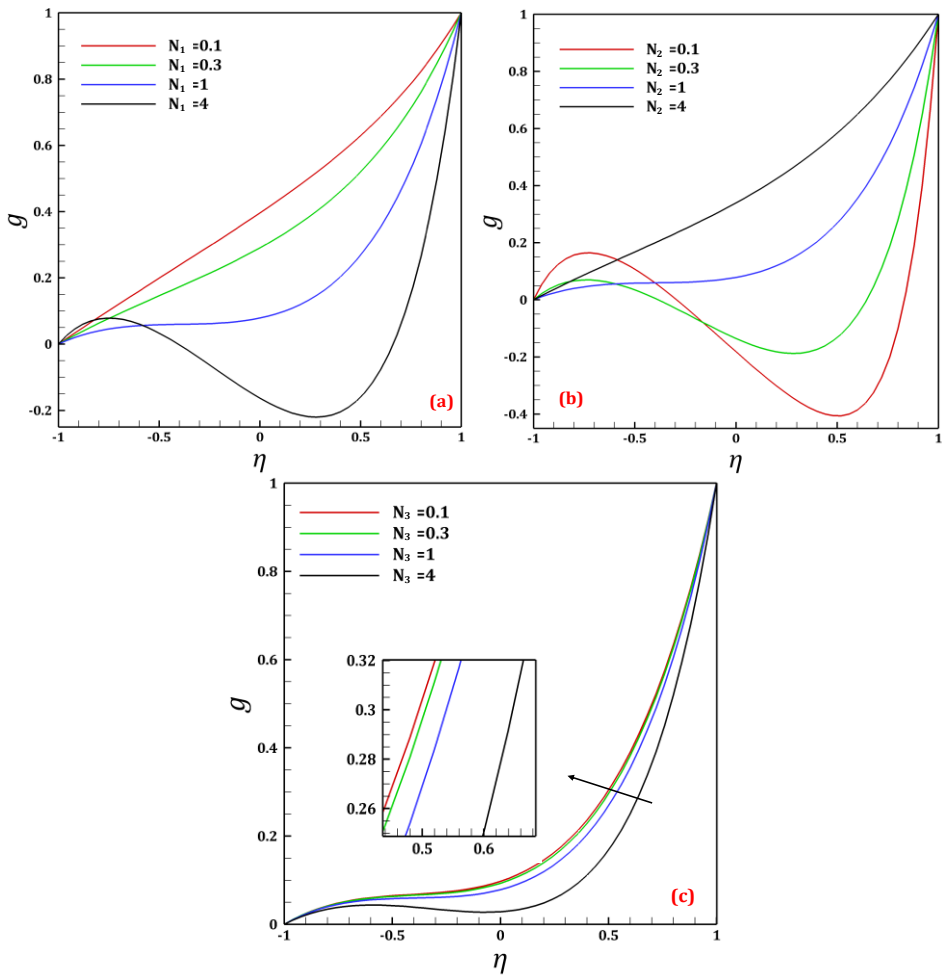 1
N₁ =0.1
N₁ =0.3
N₁ =1
N₁ =4
0.8
0.6
g
0.4
0.2
0
-0.2
(a)
-1 -0.5 0 0.5 1
η
1
N₂ =0.1
N₂ =0.3
N₂ =1
N₂ =4
0.8
0.6
0.4
g
0.2
0
-0.2
-0.4
(b)
-1 -0.5 0 0.5 1
η
1
N₃ =0.1
N₃ =0.3
N₃ =1
N₃ =4
0.8
0.6
g
0.4
0.2
0
0.32
0.3
0.28
0.26
0.5 0.6
(c)
-1 -0.5 0 0.5 1
η